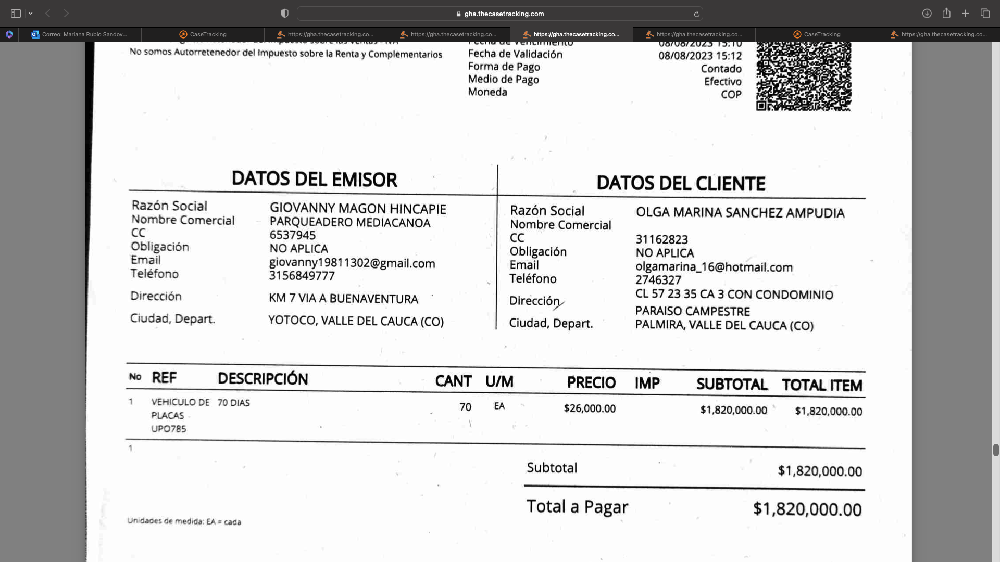 gha.thecasetracking.com
Correo: Mariana Rubio Sandov...
CaseTracking
https://gha.thecasetracking.co...
https://gha.thecasetracking.co...
https://gha.thecasetracking.co...
https://gha.thecasetracking.co...
CaseTracking
https://gha.thecasetracking.co...
No somos Autorretenedor del Impuesto sobre la Renta y Complementarios
Fecha de Vencimiento 08/08/2023 15:10
Fecha de Validación 08/08/2023 15:12
Forma de Pago Contado
Medio de Pago Efectivo
Moneda COP
DATOS DEL EMISOR
Razón Social GIOVANNY MAGON HINCAPIE
Nombre Comercial PARQUEADERO MEDIACANOA
CC 6537945
Obligación NO APLICA
Email giovanny19811302@gmail.com
Teléfono 3156849777
Dirección KM 7 VIA A BUENAVENTURA
Ciudad, Depart. YOTOCO, VALLE DEL CAUCA (CO)
DATOS DEL CLIENTE
Razón Social OLGA MARINA SANCHEZ AMPUDIA
Nombre Comercial
CC 31162823
Obligación NO APLICA
Email olgamarina_16@hotmail.com
Teléfono 2746327
Dirección CL 57 23 35 CA 3 CON CONDOMINIO
PARAISO CAMPESTRE
Ciudad, Depart. PALMIRA, VALLE DEL CAUCA (CO)
No REF DESCRIPCIÓN CANT U/M PRECIO IMP SUBTOTAL TOTAL ITEM
1 VEHICULO DE 70 DIAS 70 EA $26,000.00 $1,820,000.00 $1,820,000.00
PLACAS
UPO785
1
Subtotal $1,820,000.00
Total a Pagar $1,820,000.00
Unidades de medida: EA = cada